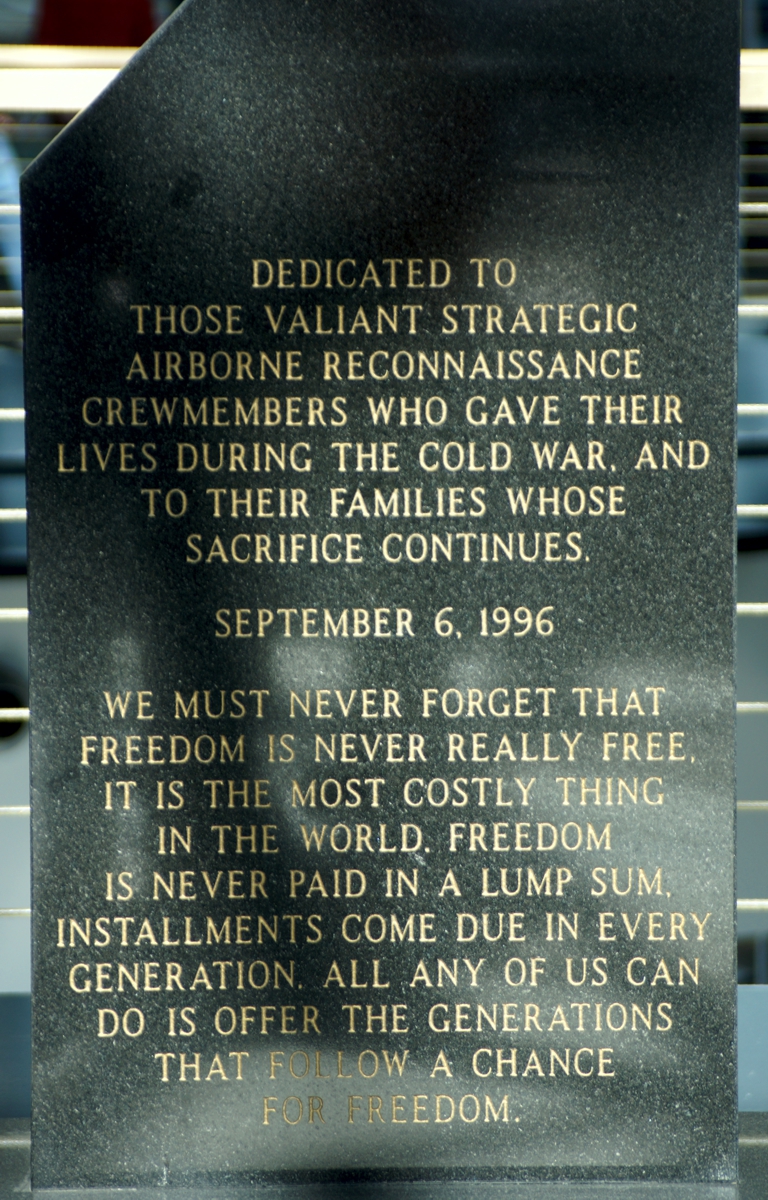 DEDICATED TO
THOSE VALIANT STRATEGIC
AIRBORNE RECONNAISSANCE
CREWMEMBERS WHO GAVE THEIR
LIVES DURING THE COLD WAR, AND
TO THEIR FAMILIES WHOSE
SACRIFICE CONTINUES.
SEPTEMBER 6, 1996
WE MUST NEVER FORGET THAT
FREEDOM IS NEVER REALLY FREE,
IT IS THE MOST COSTLY THING
IN THE WORLD. FREEDOM
IS NEVER PAID IN A LUMP SUM,
INSTALLMENTS COME DUE IN EVERY
GENERATION. ALL ANY OF US CAN
DO IS OFFER THE GENERATIONS
THAT FOLLOW A CHANCE
FOR FREEDOM.